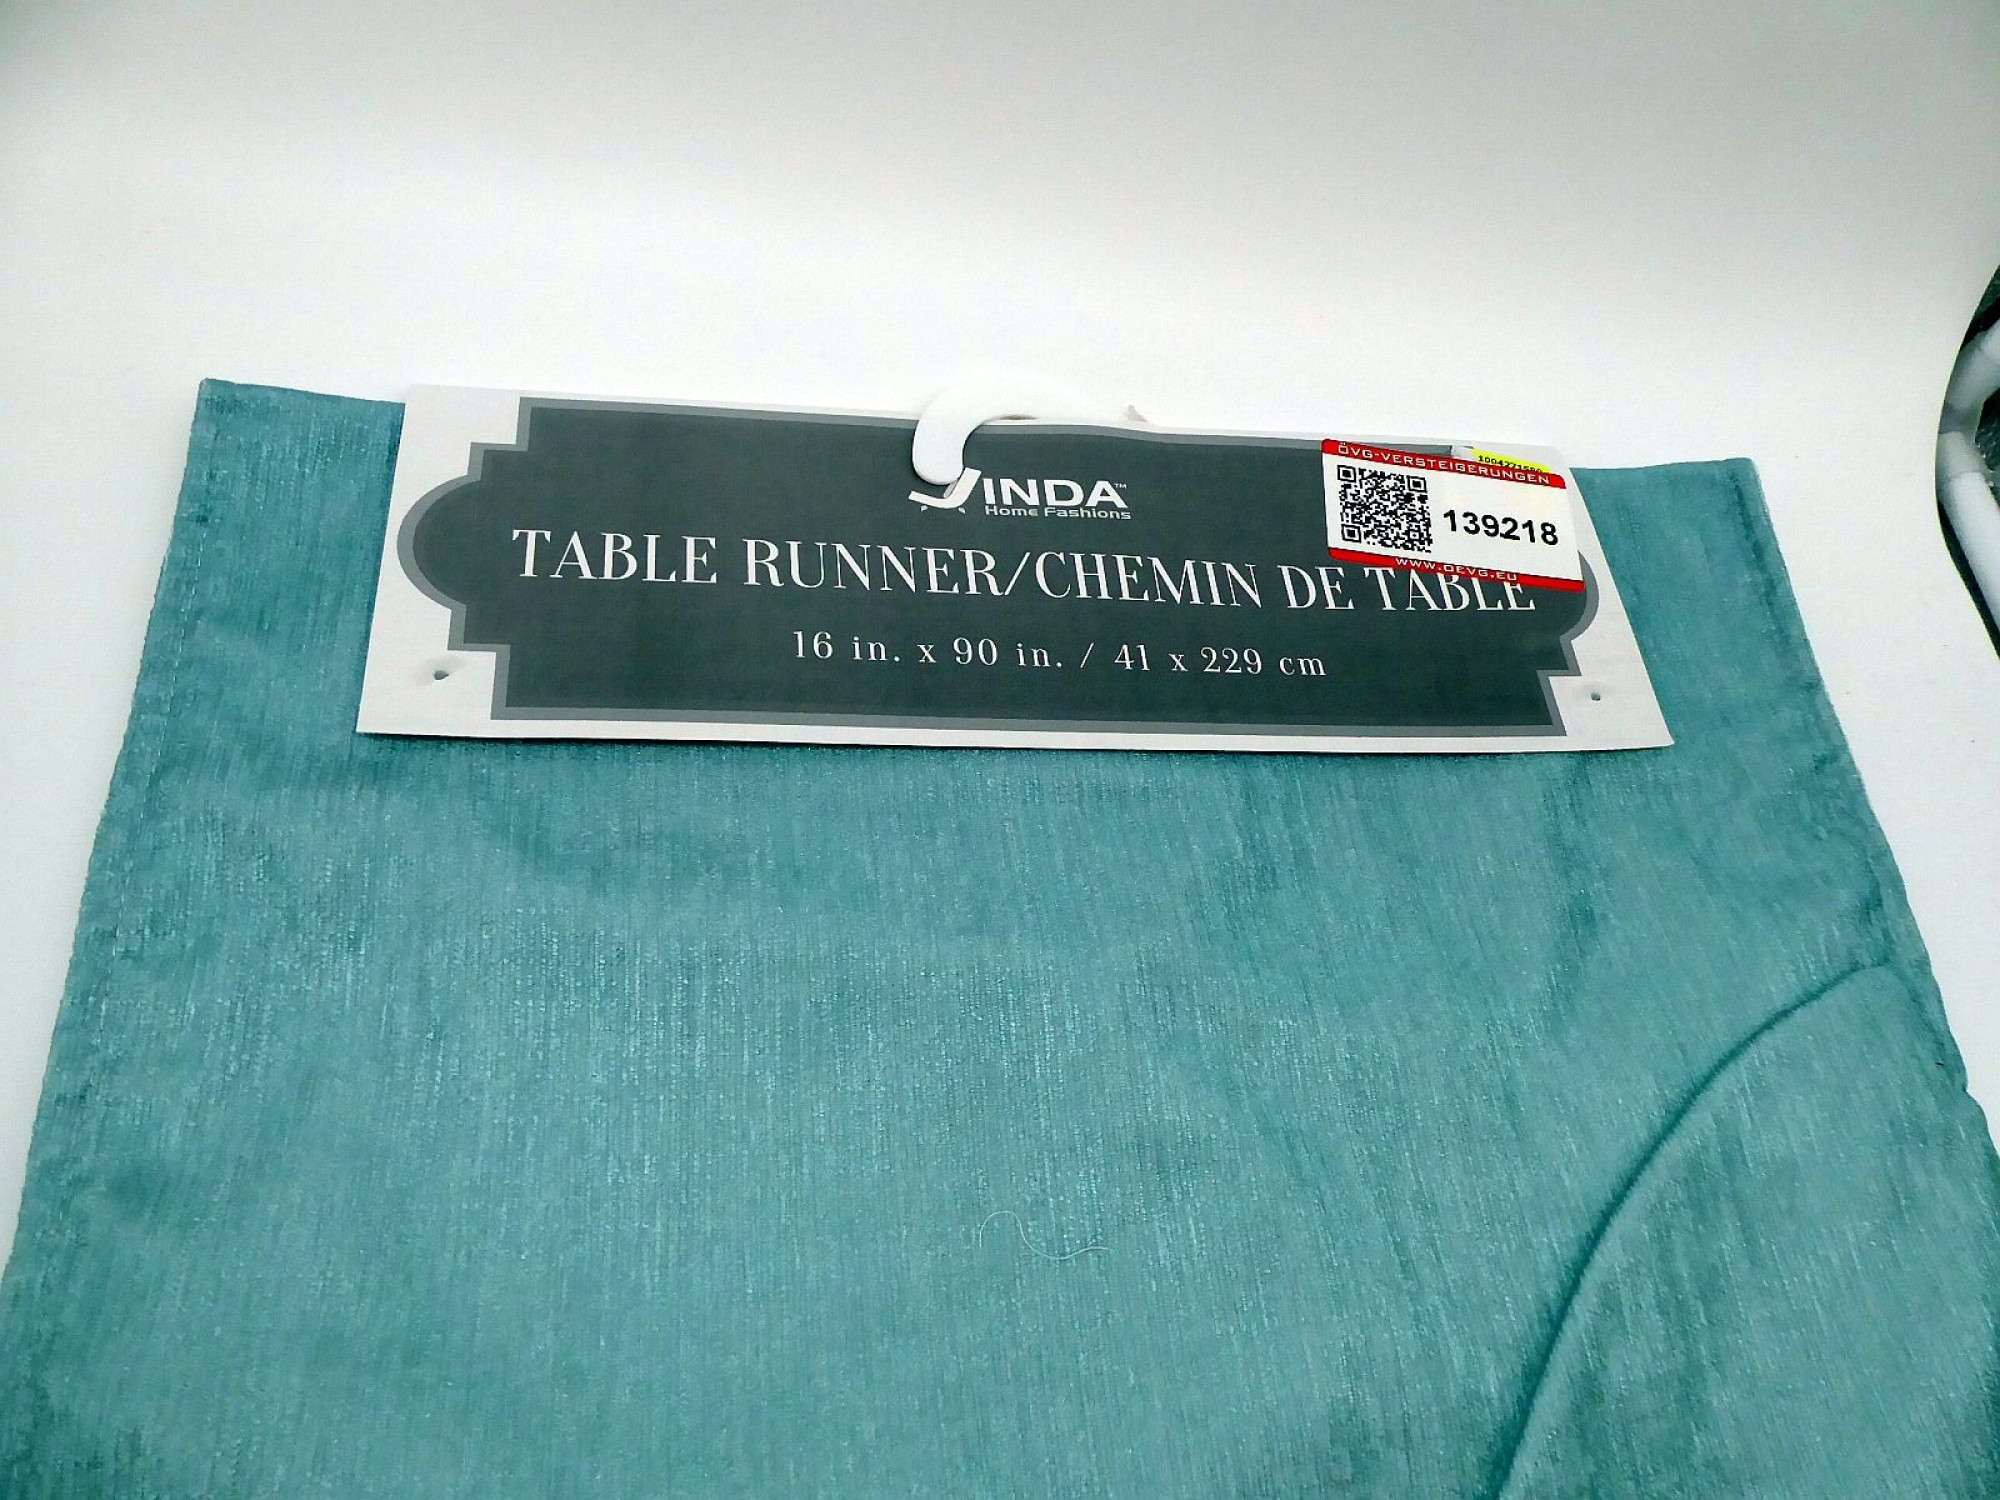 JINDA™
Home Fashions
TABLE RUNNER/CHEMIN DE TABLE
16 in. x 90 in. / 41 x 229 cm
ÖVG-VERSTEIGERUNGEN
139218
WWW.OEVG.EU